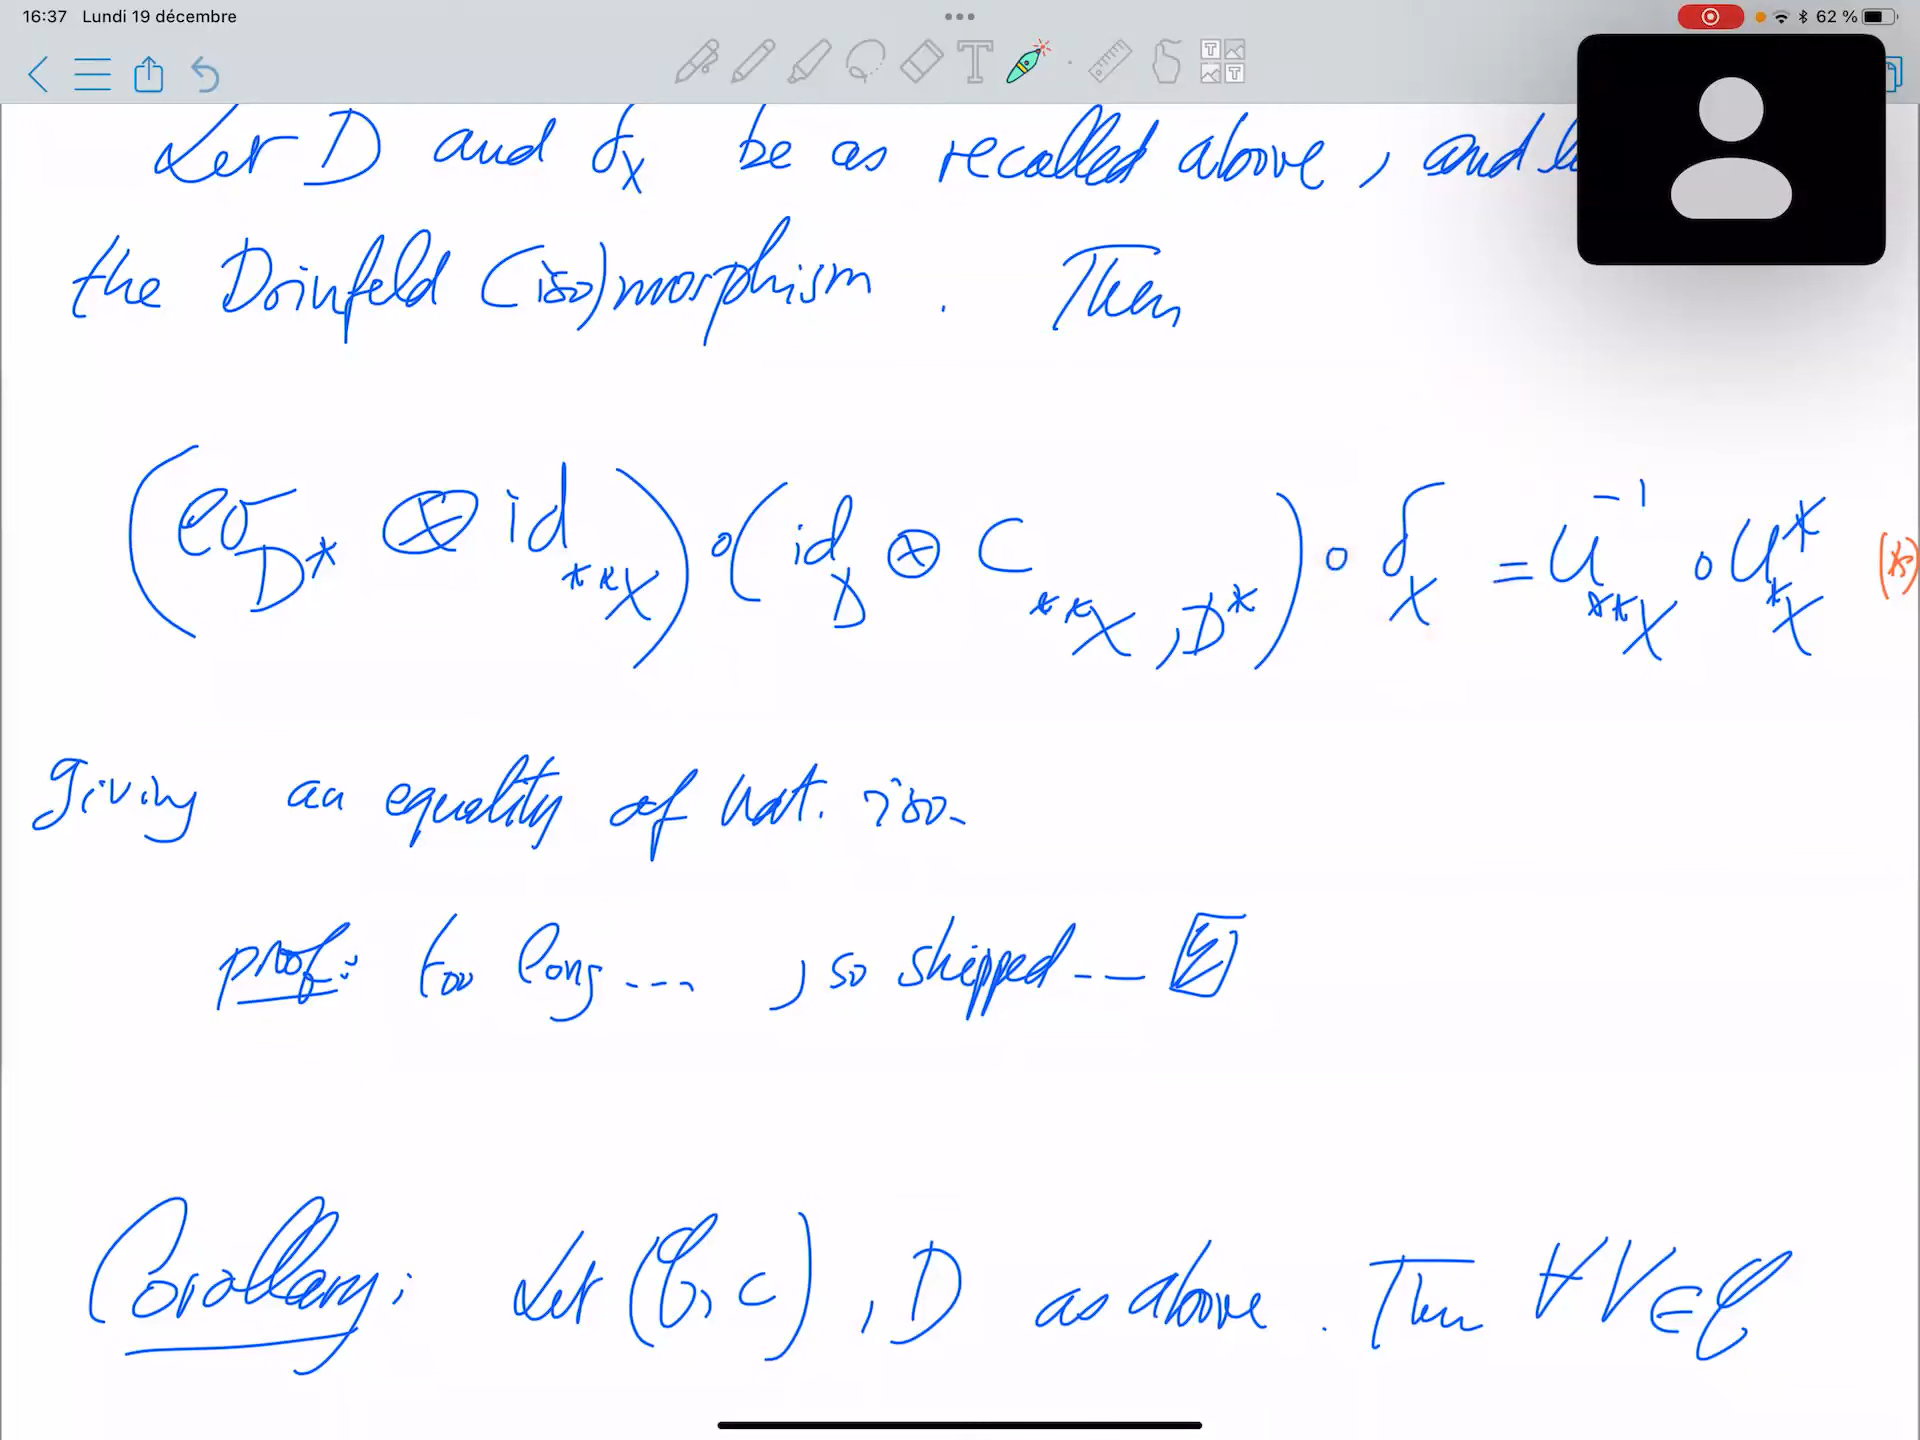 16:37 Lundi 19 décembre 62 %
Let D and δ_X be as recalled above, and
the Drinfeld (iso)morphism. Then
(ev_{D*} ⊗ id_{**X}) ∘ (id_D ⊗ C_{**X, D*}) ∘ δ_X = U^{-1}_{**X} ∘ U^*_{*X} (*)
giving an equality of nat. iso.
proof: too long ... , so skipped --
Corollary: Let (𝒞, c), D as above. Then ∀V∈𝒞